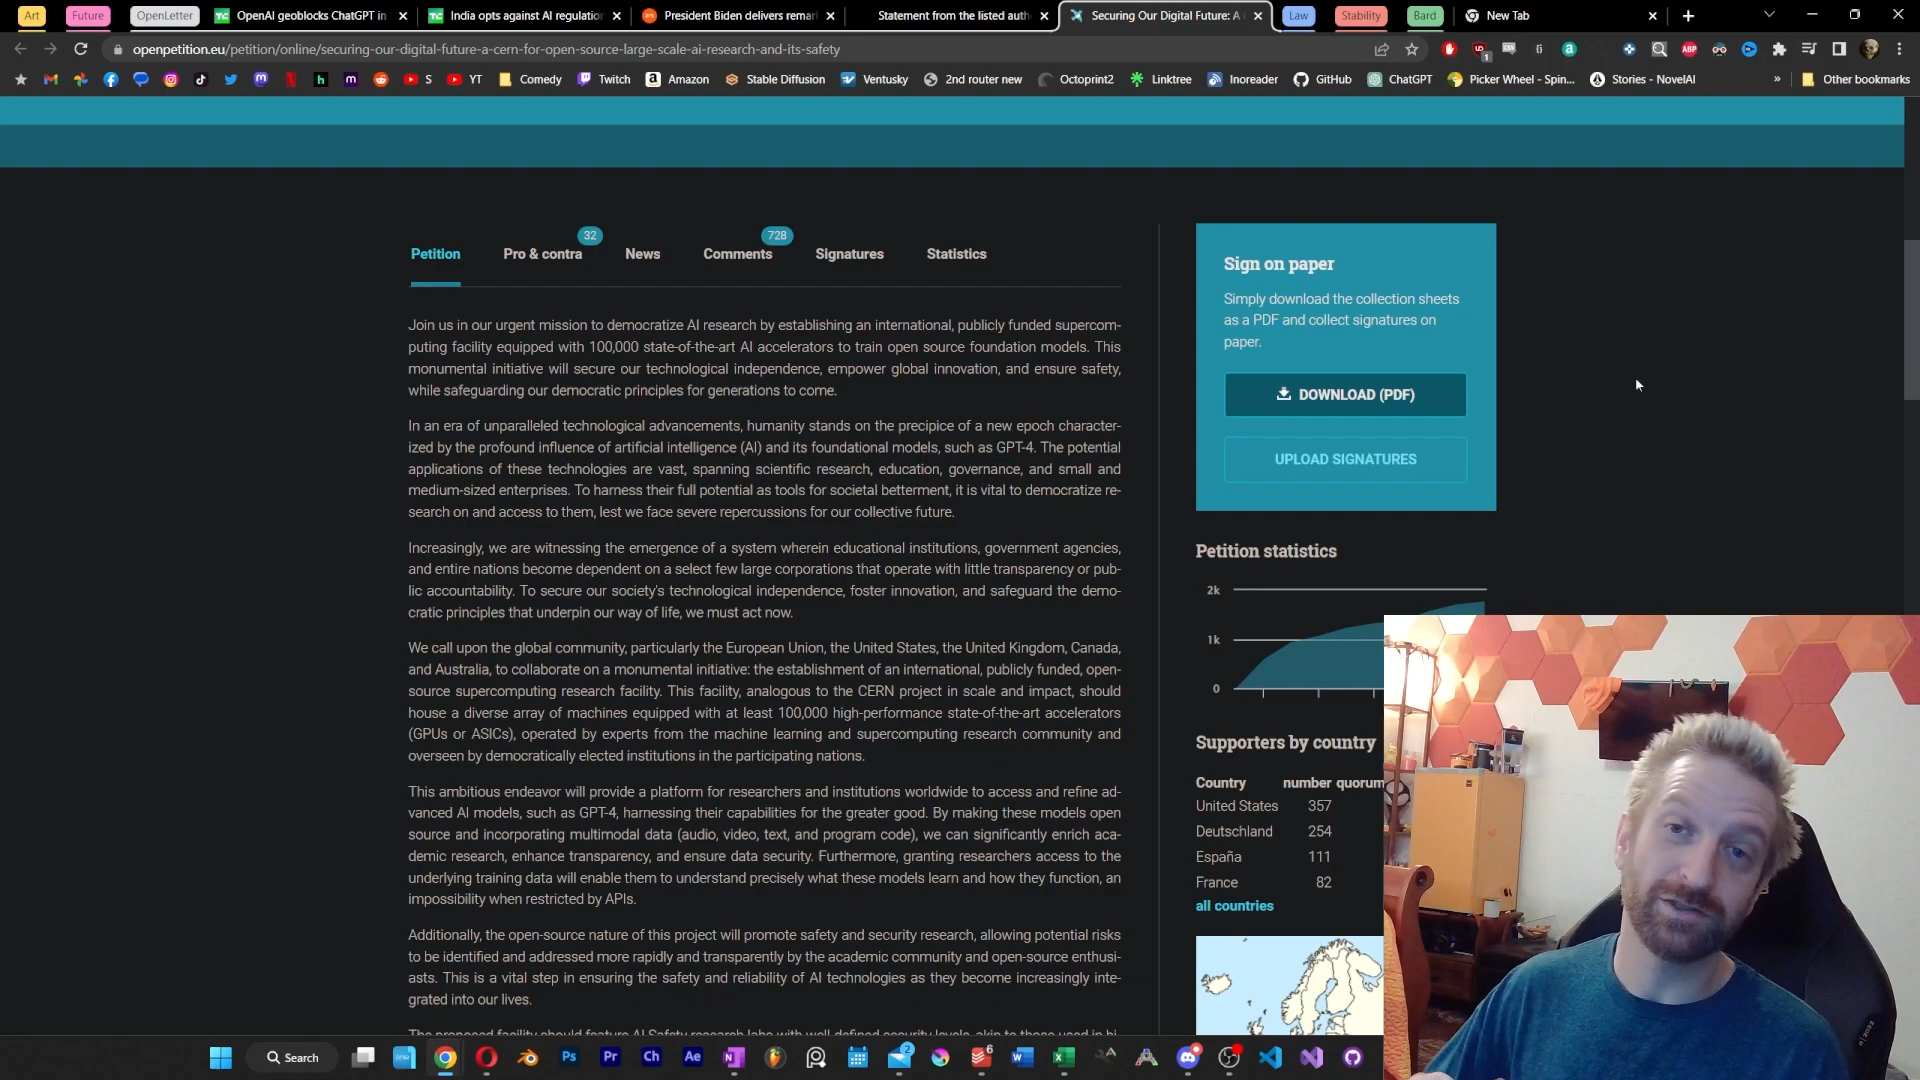 Art
Future
OpenLetter
OpenAI geoblocks ChatGPT in
India opts against AI regulation
President Biden delivers remar
Statement from the listed auth
Securing Our Digital Future: A
Law
Stability
Bard
New Tab
openpetition.eu/petition/online/securing-our-digital-future-a-cern-for-open-source-large-scale-ai-research-and-its-safety
S
YT
Comedy
Twitch
Amazon
Stable Diffusion
Ventusky
2nd router new
Octoprint2
Linktree
Inoreader
GitHub
ChatGPT
Picker Wheel - Spin...
Stories - NovelAI
»
Other bookmarks
Petition
Pro & contra
32
News
Comments
728
Signatures
Statistics
Join us in our urgent mission to democratize AI research by establishing an international, publicly funded supercom-
puting facility equipped with 100,000 state-of-the-art AI accelerators to train open source foundation models. This
monumental initiative will secure our technological independence, empower global innovation, and ensure safety,
while safeguarding our democratic principles for generations to come.
In an era of unparalleled technological advancements, humanity stands on the precipice of a new epoch character-
ized by the profound influence of artificial intelligence (AI) and its foundational models, such as GPT-4. The potential
applications of these technologies are vast, spanning scientific research, education, governance, and small and
medium-sized enterprises. To harness their full potential as tools for societal betterment, it is vital to democratize re-
search on and access to them, lest we face severe repercussions for our collective future.
Increasingly, we are witnessing the emergence of a system wherein educational institutions, government agencies,
and entire nations become dependent on a select few large corporations that operate with little transparency or pub-
lic accountability. To secure our society's technological independence, foster innovation, and safeguard the demo-
cratic principles that underpin our way of life, we must act now.
We call upon the global community, particularly the European Union, the United States, the United Kingdom, Canada,
and Australia, to collaborate on a monumental initiative: the establishment of an international, publicly funded, open-
source supercomputing research facility. This facility, analogous to the CERN project in scale and impact, should
house a diverse array of machines equipped with at least 100,000 high-performance state-of-the-art accelerators
(GPUs or ASICs), operated by experts from the machine learning and supercomputing research community and
overseen by democratically elected institutions in the participating nations.
This ambitious endeavor will provide a platform for researchers and institutions worldwide to access and refine ad-
vanced AI models, such as GPT-4, harnessing their capabilities for the greater good. By making these models open
source and incorporating multimodal data (audio, video, text, and program code), we can significantly enrich aca-
demic research, enhance transparency, and ensure data security. Furthermore, granting researchers access to the
underlying training data will enable them to understand precisely what these models learn and how they function, an
impossibility when restricted by APIs.
Additionally, the open-source nature of this project will promote safety and security research, allowing potential risks
to be identified and addressed more rapidly and transparently by the academic community and open-source enthusi-
asts. This is a vital step in ensuring the safety and reliability of AI technologies as they become increasingly inte-
grated into our lives.
The proposed facility should feature AI Safety research labs with well-defined security levels, akin to those used in bi-
Sign on paper
Simply download the collection sheets
as a PDF and collect signatures on
paper.
DOWNLOAD (PDF)
UPLOAD SIGNATURES
Petition statistics
2k
1k
0
Supporters by country
Country number quorum
United States 357
Deutschland 254
España 111
France 82
all countries
Search